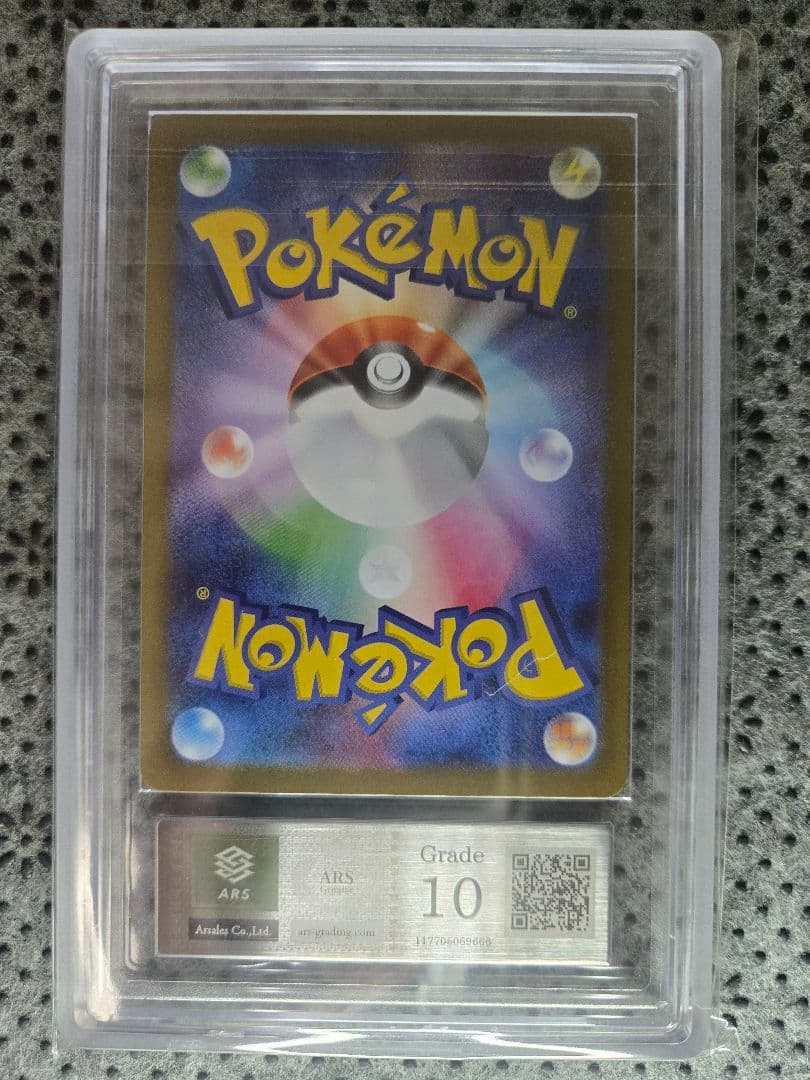 POKéMON
®
®
POKéMON
ARS
Arsales Co.,Ltd.
ARS
ars-grading.com
Grade
10